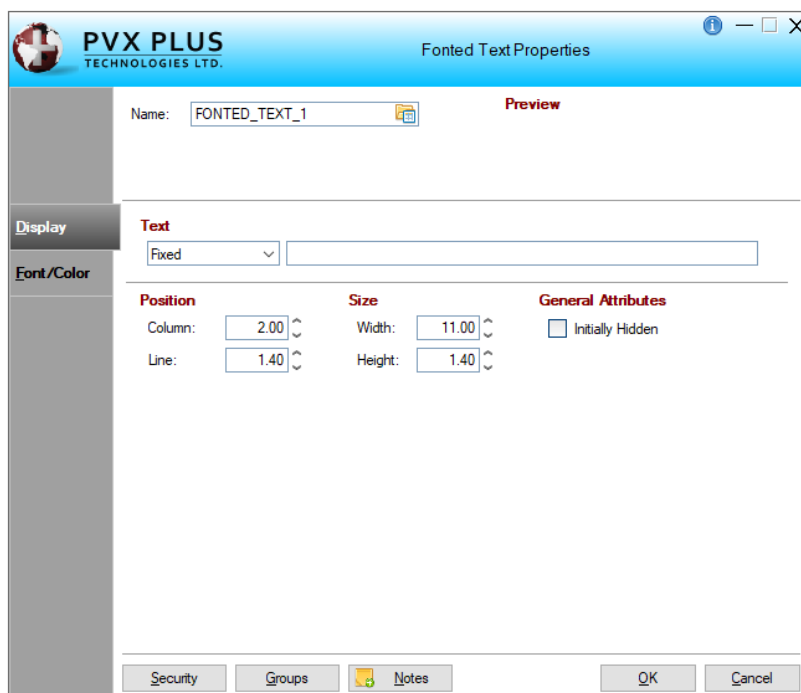 PVX PLUS
TECHNOLOGIES LTD.
Fonted Text Properties
Name: FONTED_TEXT_1
Preview
Display
Text
Fixed
Font/Color
Position Size General Attributes
Column: 2.00 Width: 11.00 Initially Hidden
Line: 1.40 Height: 1.40
Security Groups Notes OK Cancel